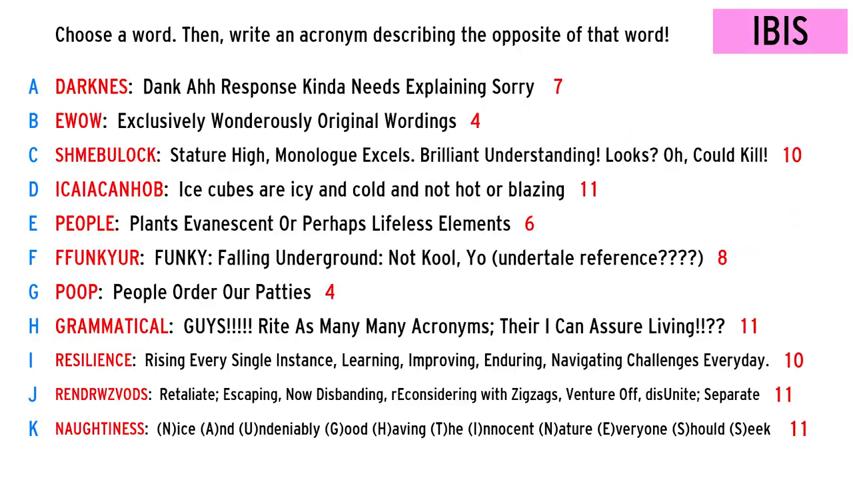 Choose a word. Then, write an acronym describing the opposite of that word!
IBIS
A DARKNES: Dank Ahh Response Kinda Needs Explaining Sorry 7
B EWOW: Exclusively Wonderously Original Wordings 4
C SHMEBULOCK: Stature High, Monologue Excels. Brilliant Understanding! Looks? Oh, Could Kill! 10
D ICAIACANHOB: Ice cubes are icy and cold and not hot or blazing 11
E PEOPLE: Plants Evanescent Or Perhaps Lifeless Elements 6
F FFUNKYUR: FUNKY: Falling Underground: Not Kool, Yo (undertale reference????) 8
G POOP: People Order Our Patties 4
H GRAMMATICAL: GUYS!!!!! Rite As Many Many Acronyms; Their I Can Assure Living!!?? 11
I RESILIENCE: Rising Every Single Instance, Learning, Improving, Enduring, Navigating Challenges Everyday. 10
J RENDRWZVODS: Retaliate; Escaping, Now Disbanding, rEconsidering with Zigzags, Venture Off, disUnite; Separate 11
K NAUGHTINESS: (N)ice (A)nd (U)ndeniably (G)ood (H)aving (T)he (I)nnocent (N)ature (E)veryone (S)hould (S)eek 11